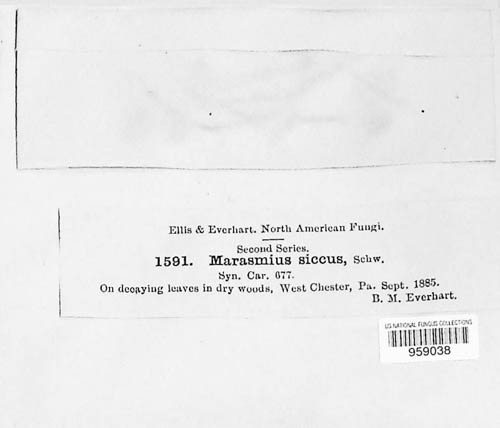 Ellis & Everhart. North American Fungi.
Second Series.
1591. Marasmius siccus, Schw.
Syn. Car. 677.
On decaying leaves in dry woods, West Chester, Pa. Sept. 1885.
B. M. Everhart.
US NATIONAL FUNGUS COLLECTIONS
959038